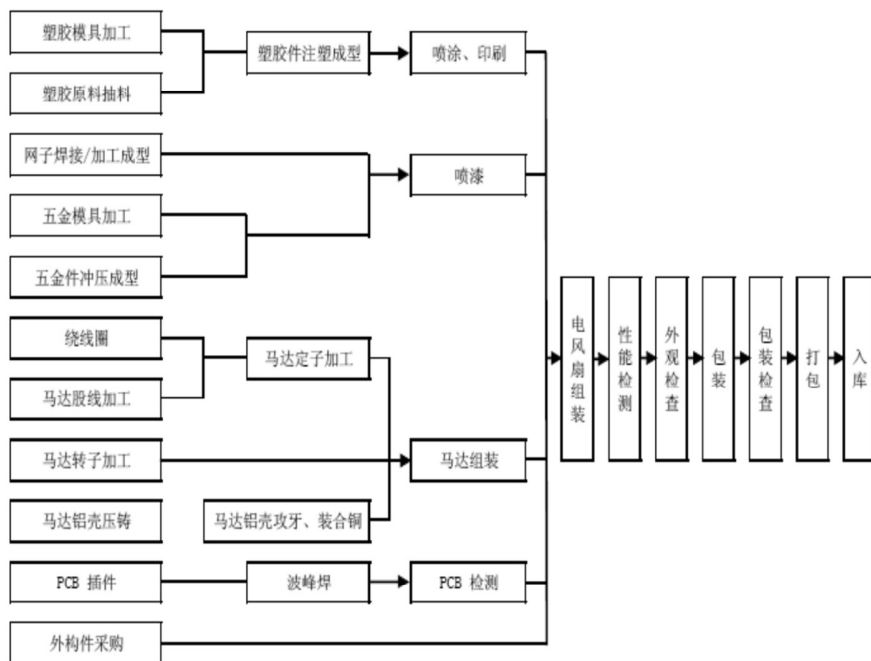 塑胶模具加工
塑胶件注塑成型
喷涂、印刷
塑胶原料抽料
网子焊接/加工成型
喷漆
五金模具加工
五金件冲压成型
绕线圈
马达定子加工
马达股线加工
马达转子加工
马达组装
马达铝壳压铸
马达铝壳攻牙、装合铜
PCB 插件
波峰焊
PCB 检测
外构件采购
电风扇组装
性能检测
外观检查
包装
包装检查
打包
入库